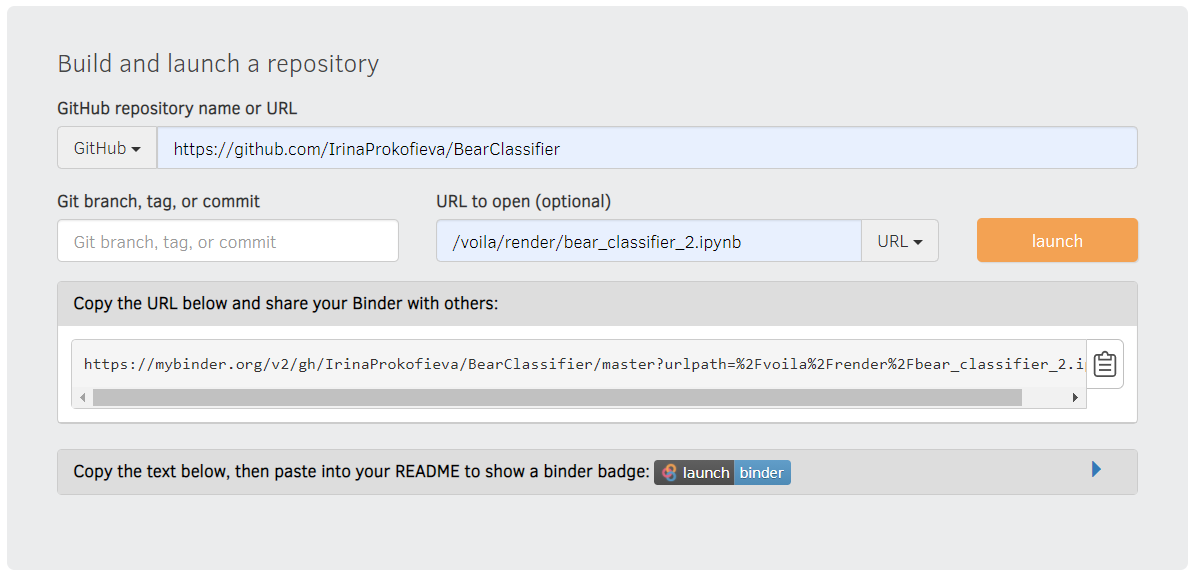 Build and launch a repository
GitHub repository name or URL
GitHub https://github.com/IrinaProkofieva/BearClassifier
Git branch, tag, or commit URL to open (optional)
Git branch, tag, or commit /voila/render/bear_classifier_2.ipynb URL launch
Copy the URL below and share your Binder with others:
https://mybinder.org/v2/gh/IrinaProkofieva/BearClassifier/master?urlpath=%2Fvoila%2Frender%2Fbear_classifier_2.i
Copy the text below, then paste into your README to show a binder badge: launch binder